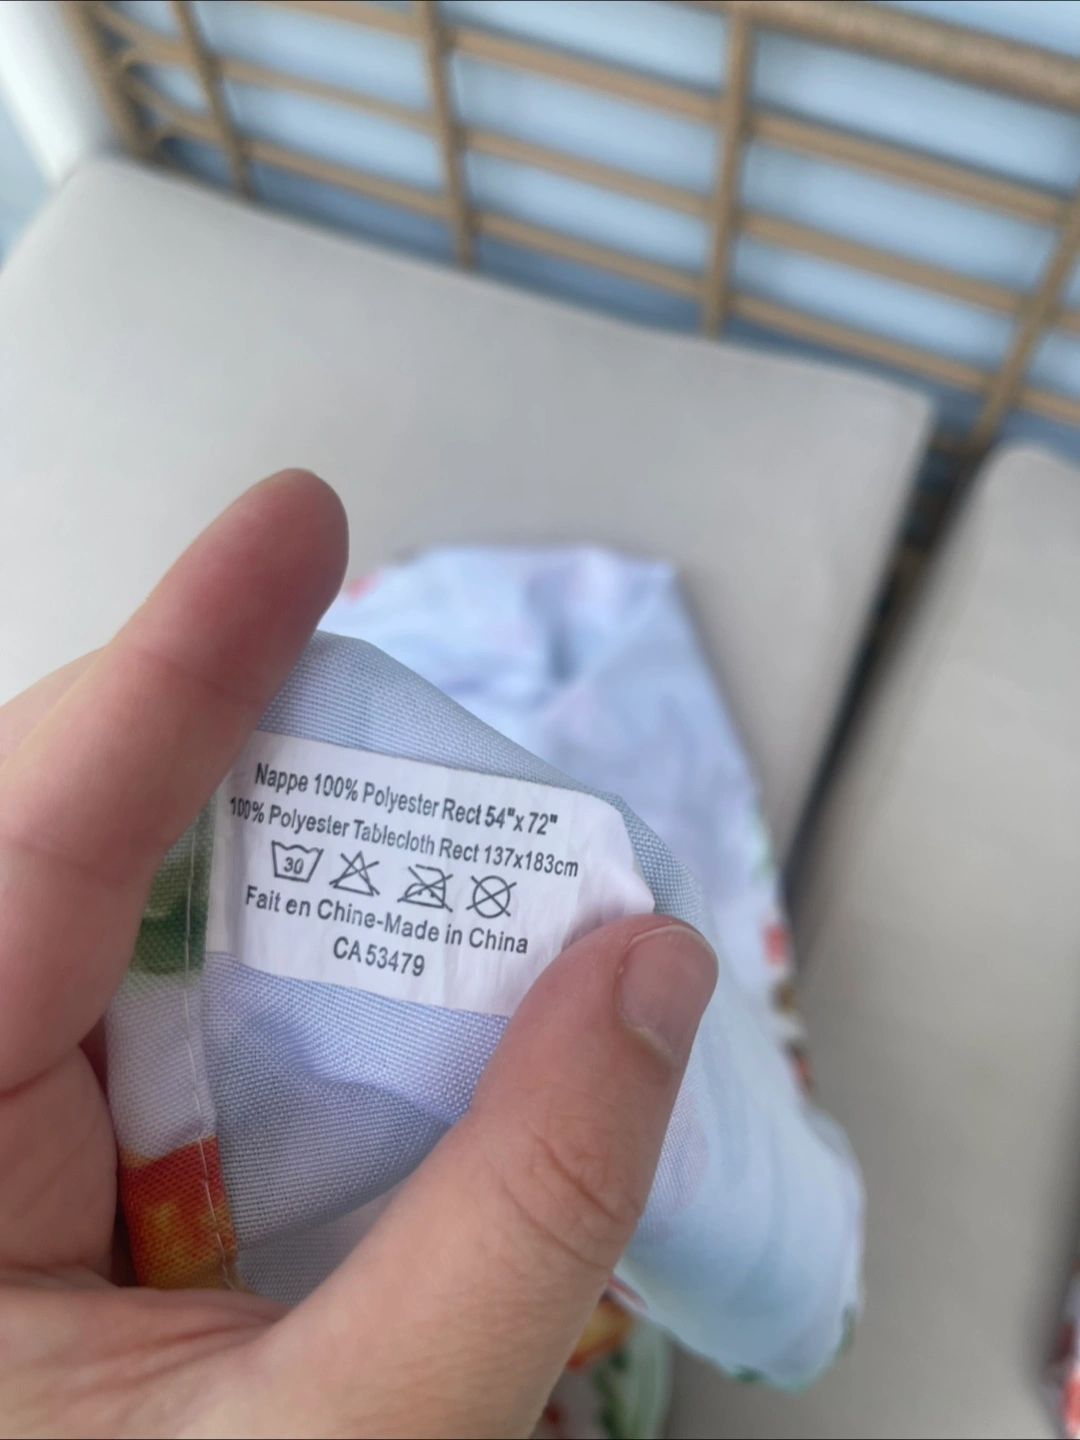 Nappe 100% Polyester Rect 54"x72"
100% Polyester Tablecloth Rect 137x183cm
30
Fait en Chine-Made in China
CA 53479